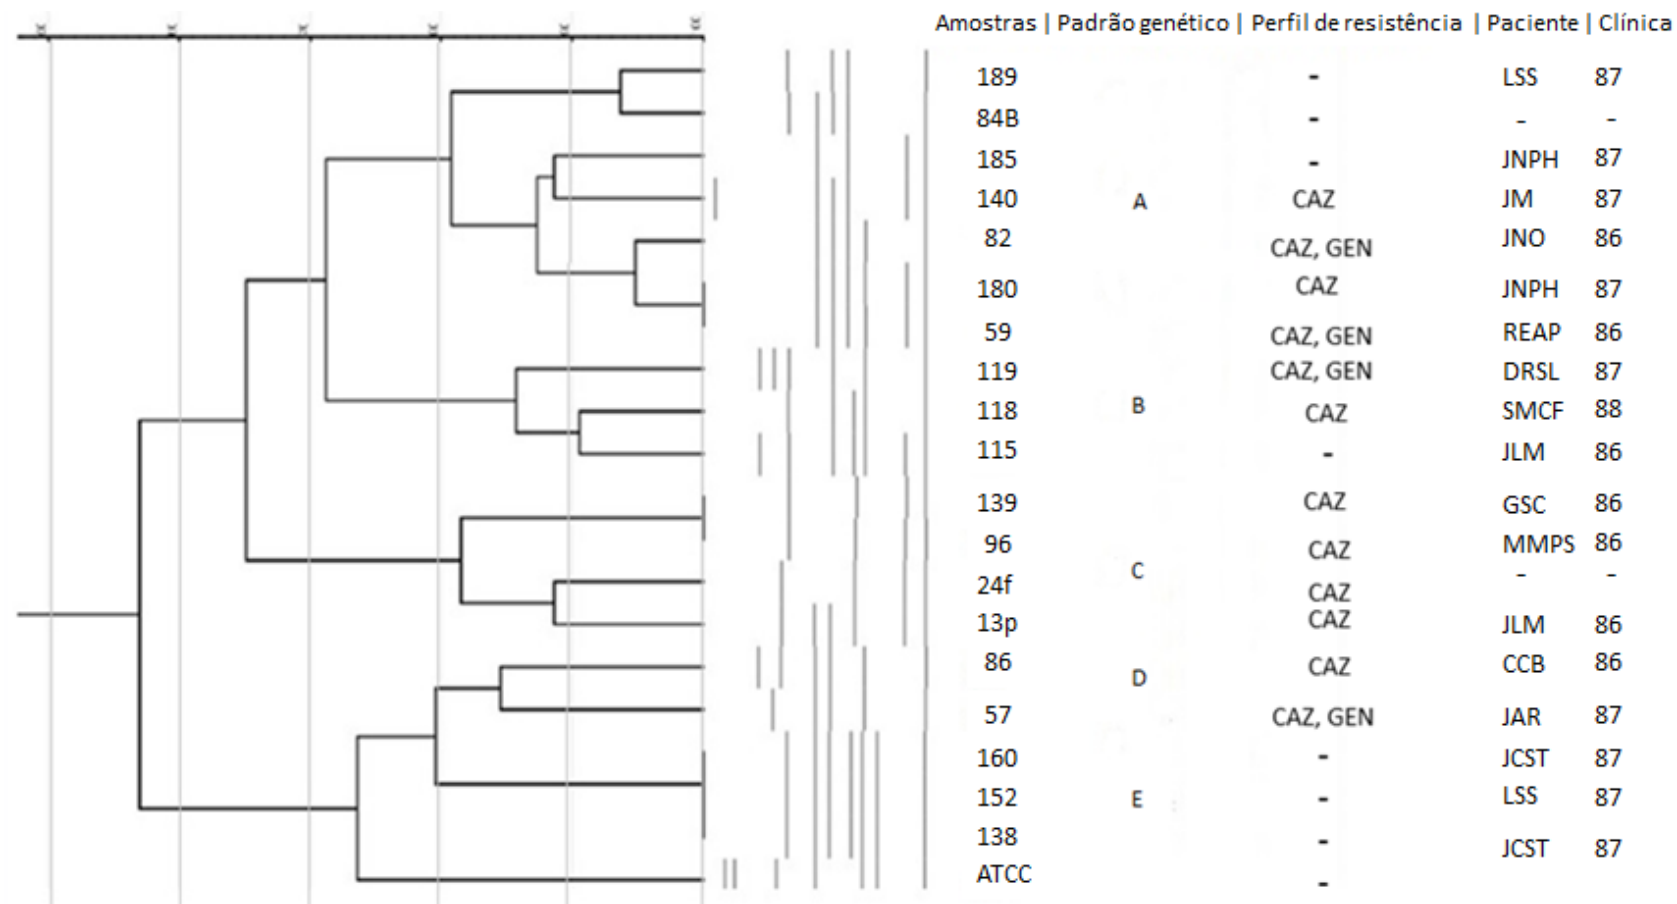 Amostras | Padrão genético | Perfil de resistência | Paciente | Clínica
189 - LSS 87
84B - - -
185 - JNPH 87
140 A CAZ JM 87
82 CAZ, GEN JNO 86
180 CAZ JNPH 87
59 CAZ, GEN REAP 86
119 CAZ, GEN DRSL 87
118 B CAZ SMCF 88
115 - JLM 86
139 CAZ GSC 86
96 CAZ MMPS 86
24f C CAZ - -
13p CAZ JLM 86
86 D CAZ CCB 86
57 CAZ, GEN JAR 87
160 - JCST 87
152 E - LSS 87
138 - JCST 87
ATCC -